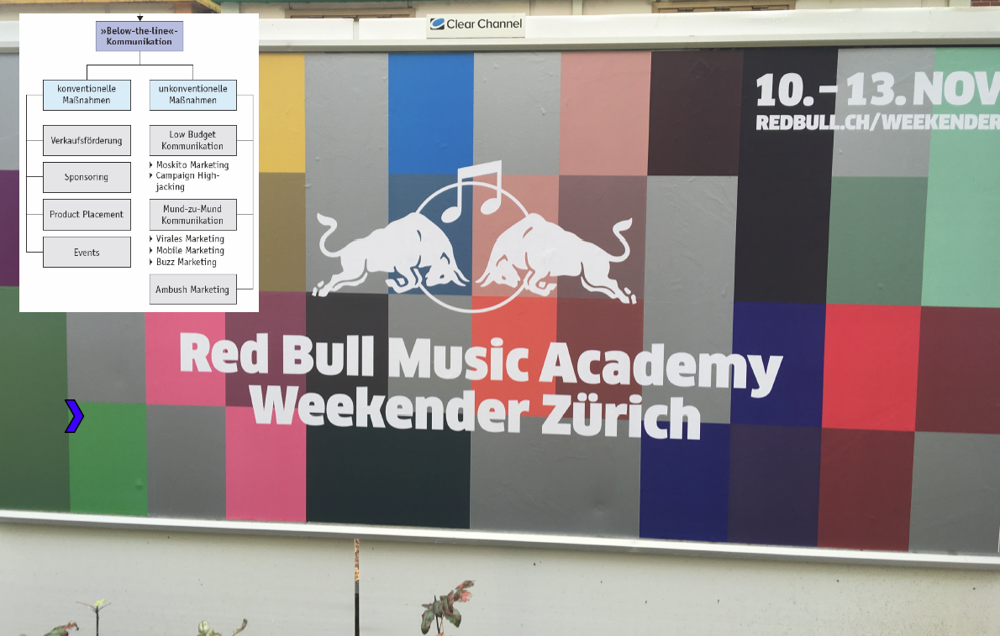 »Below-the-line«-
Kommunikation
konventionelle
Maßnahmen
Verkaufsförderung
Sponsoring
Product Placement
Events
unkonventionelle
Maßnahmen
Low Budget
Kommunikation
Moskito Marketing
Campaign High-
jacking
Mund-zu-Mund
Kommunikation
Virales Marketing
Mobile Marketing
Buzz Marketing
Ambush Marketing
Clear Channel
10.–13. NOV
REDBULL.CH/WEEKENDER
Red Bull Music Academy
Weekender Zürich